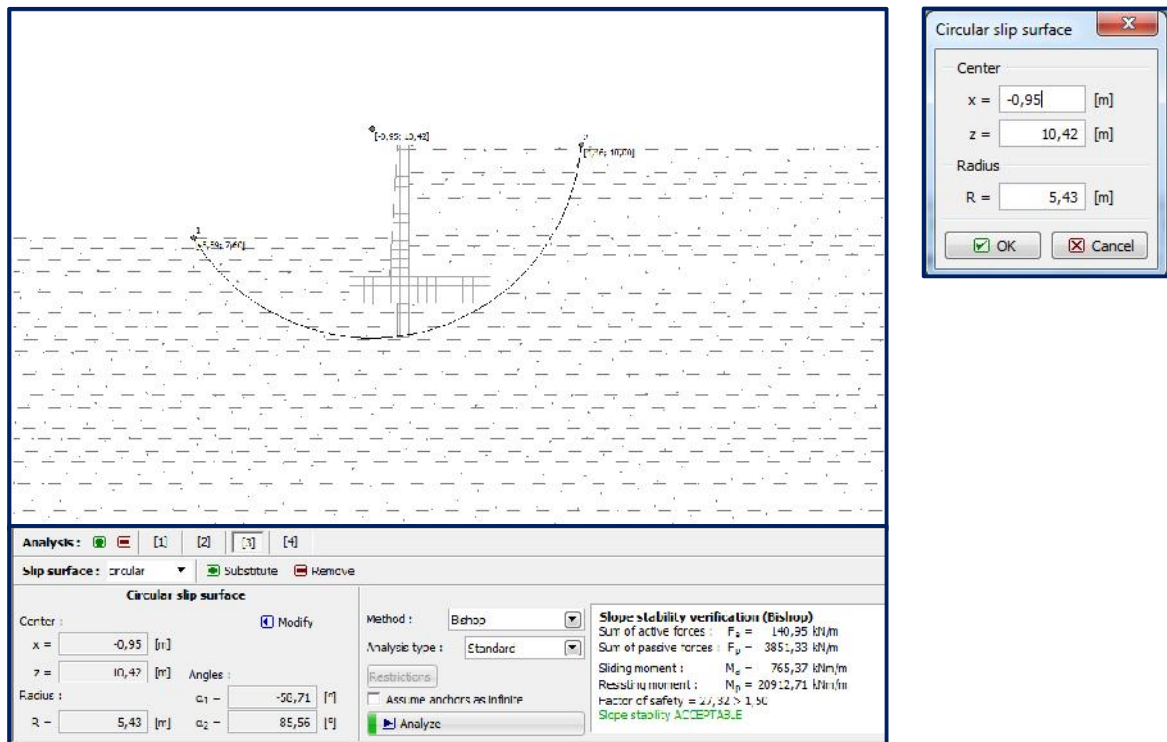 Circular slip surface
Center
x = -0,95 [m]
z = 10,42 [m]
Radius
R = 5,43 [m]
OK Cancel
[-0,95; 10,42]
2
1
Analysis : [1] [2] [3] [4]
Slip surface : circular Substitute Remove
Circular slip surface
Center : Modify
x = -0,95 [m]
z = 10,42 [m] Angles :
Radius : α1 = [°]
R = 5,43 [m] α2 = 85,56 [°]
Method : Bishop
Analysis type : Standard
Restrictions
Assume anchors as infinite
Analyze
Slope stability verification (Bishop)
Sum of active forces : Fa = 140,95 kN/m
Sum of passive forces : Fp = 3851,33 kN/m
Sliding moment : Ma = 765,37 kNm/m
Resisting moment : Mp = 20912,71 kNm/m
Factor of safety = 27,32 > 1,50
Slope stability ACCEPTABLE